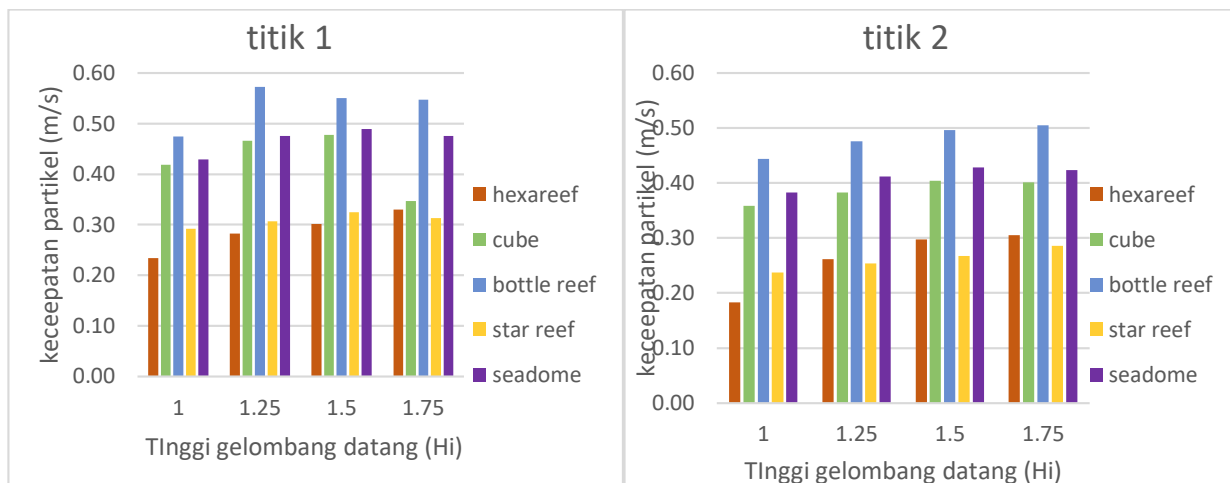 titik 1
keceepatan partikel (m/s)
0.60
0.50
0.40
0.30
0.20
0.10
0.00
1
1.25
1.5
1.75
TInggi gelombang datang (Hi)
hexareef
cube
bottle reef
star reef
seadome
titik 2
keceepatan partikel (m/s)
0.60
0.50
0.40
0.30
0.20
0.10
0.00
1
1.25
1.5
1.75
TInggi gelombang datang (Hi)
hexareef
cube
bottle reef
star reef
seadome